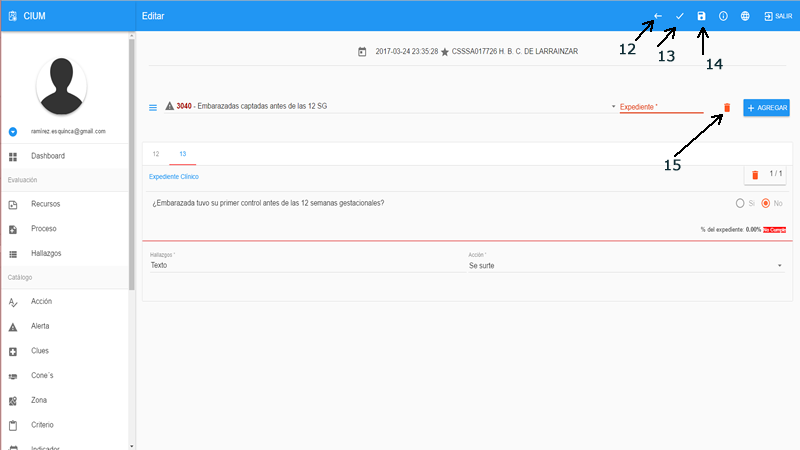 CIUM
Editar
SALIR
12
13
14
2017-03-24 23:35:28 CSSSA017726 H. B. C. DE LARRAINZAR
3040 - Embarazadas captadas antes de las 12 SG
Expediente *
AGREGAR
15
ramirez.esquinca@gmail.com
Dashboard
Evaluación
Recursos
Proceso
Hallazgos
Catálogo
Acción
Alerta
Clues
Cone´s
Zona
Criterio
Indicador
12
13
Expediente Clínico
1 / 1
¿Embarazada tuvo su primer control antes de las 12 semanas gestacionales?
Si
No
% del expediente: 0.00% No Cumple
Hallazgos *
Acción *
Texto
Se surte